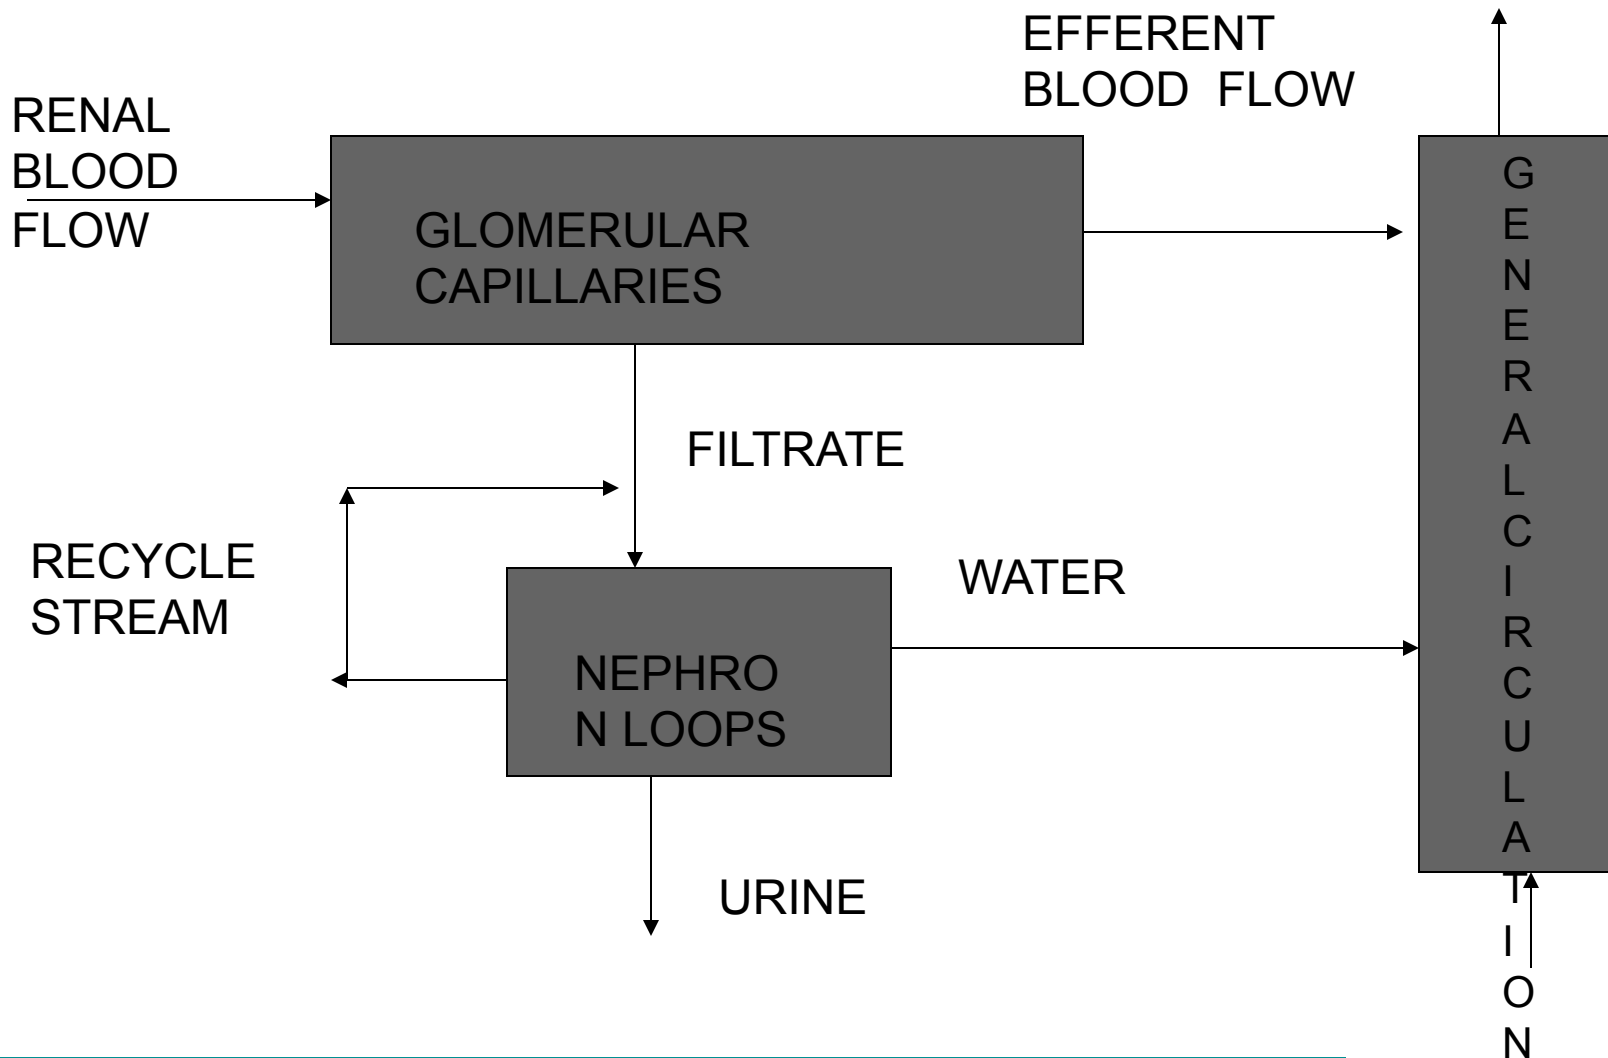 EFFERENT
BLOOD FLOW
RENAL
BLOOD
FLOW
GLOMERULAR
CAPILLARIES
FILTRATE
RECYCLE
STREAM
WATER
NEPHRO
N LOOPS
URINE
G
E
N
E
R
A
L
C
I
R
C
U
L
A
T
I
O
N